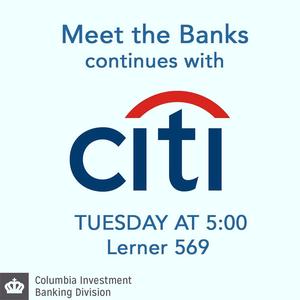 Meet the Banks
continues with
citi
TUESDAY AT 5:00
Lerner 569
Columbia Investment
Banking Division